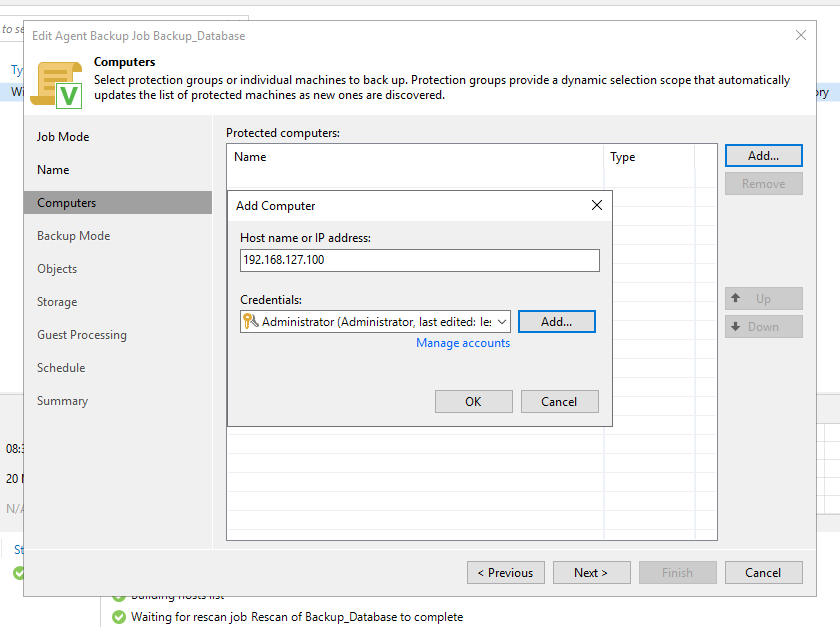 to se
Edit Agent Backup Job Backup_Database
Computers
Select protection groups or individual machines to back up. Protection groups provide a dynamic selection scope that automatically
updates the list of protected machines as new ones are discovered.
Ty
Wi
ory
Job Mode
Name
Computers
Backup Mode
Objects
Storage
Guest Processing
Schedule
Summary
Protected computers:
Name Type
Add...
Remove
Up
Down
Add Computer
Host name or IP address:
192.168.127.100
Credentials:
Administrator (Administrator, last edited: les
Add...
Manage accounts
OK Cancel
08:3
20 N
N/A
St
< Previous Next > Finish Cancel
Building hosts list
Waiting for rescan job Rescan of Backup_Database to complete